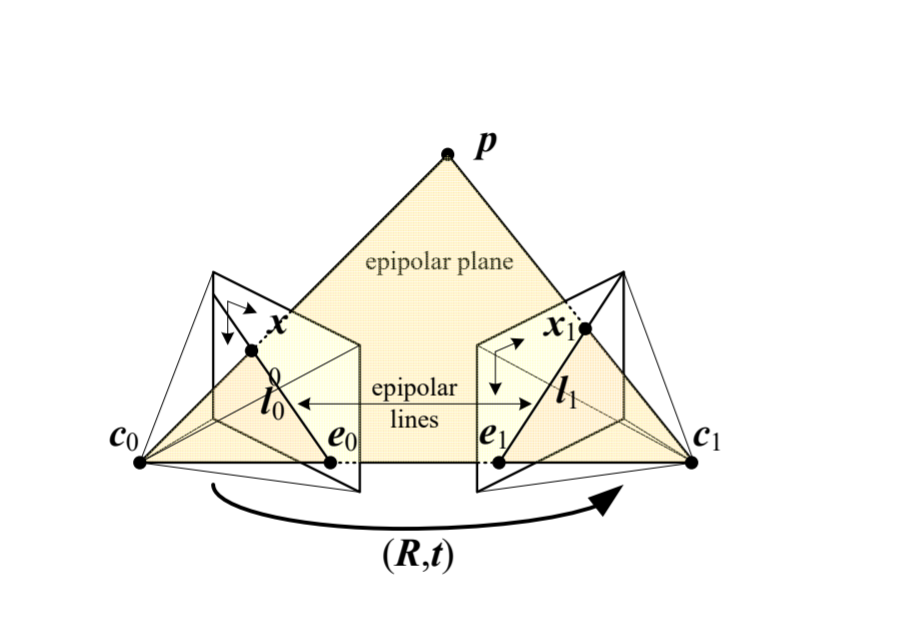 p
epipolar plane
x
0
x1
l0
epipolar
lines
l1
c0
e0
e1
c1
(R,t)